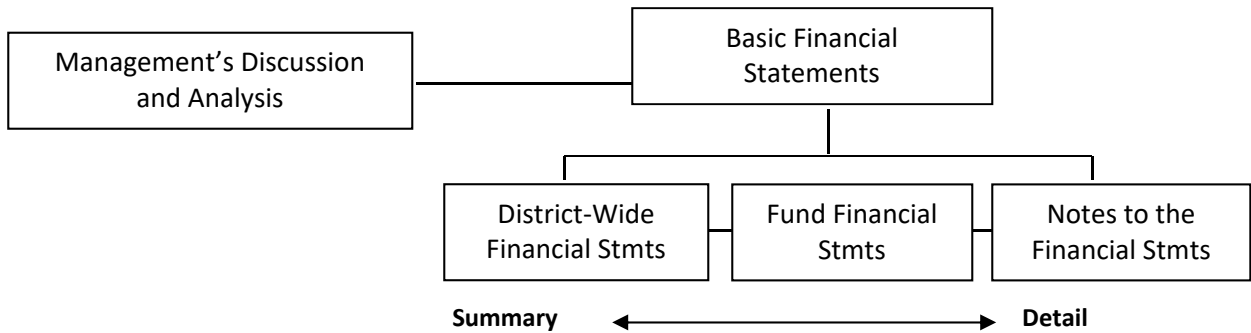 Management’s Discussion
and Analysis
Basic Financial
Statements
District-Wide
Financial Stmts
Fund Financial
Stmts
Notes to the
Financial Stmts
Summary
Detail